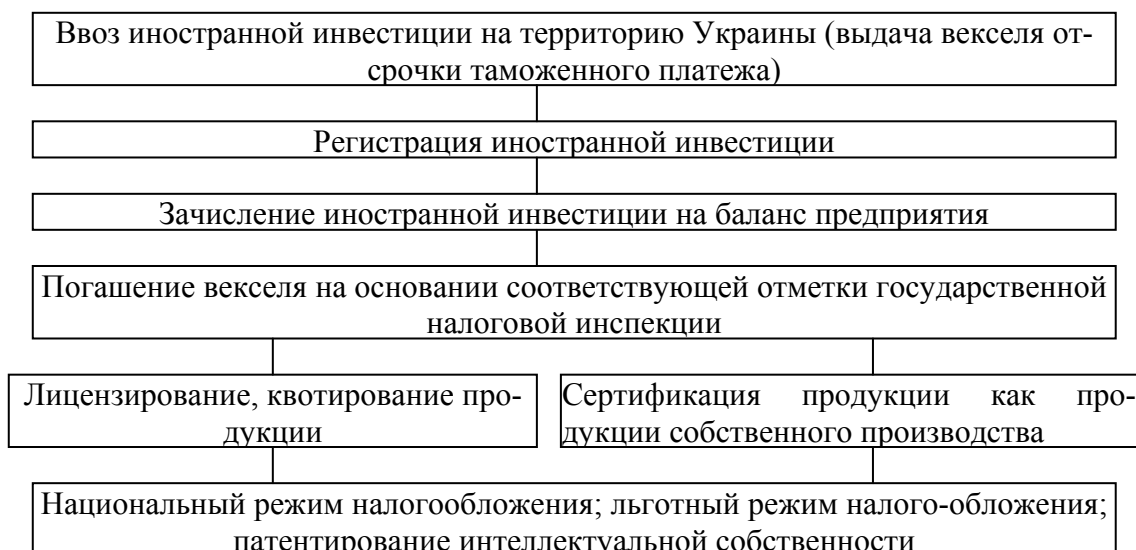 Ввоз иностранной инвестиции на территорию Украины (выдача векселя от-
срочки таможенного платежа)
Регистрация иностранной инвестиции
Зачисление иностранной инвестиции на баланс предприятия
Погашение векселя на основании соответствующей отметки государственной
налоговой инспекции
Лицензирование, квотирование про-
дукции
Сертификация продукции как про-
дукции собственного производства
Национальный режим налогообложения; льготный режим налого-обложения;
патентирование интеллектуальной собственности